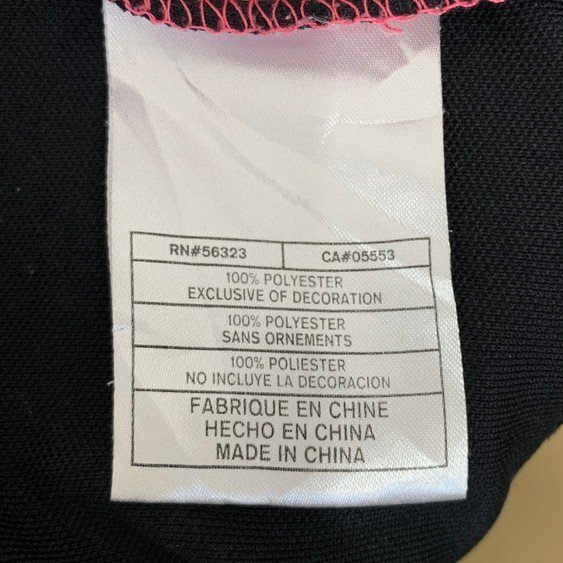 RN#56323 CA#05553
100% POLYESTER
EXCLUSIVE OF DECORATION
100% POLYESTER
SANS ORNEMENTS
100% POLIESTER
NO INCLUYE LA DECORACION
FABRIQUE EN CHINE
HECHO EN CHINA
MADE IN CHINA